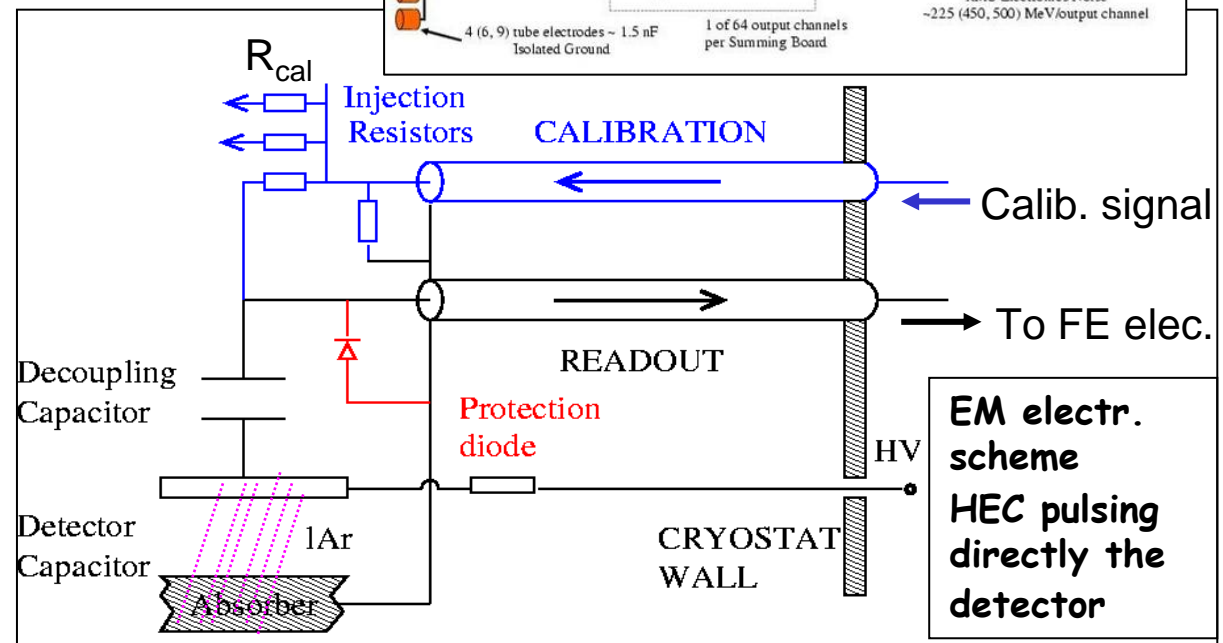 4 (6, 9) tube electrodes ~ 1.5 nF
Isolated Ground
1 of 64 output channels
per Summing Board
~225 (450, 500) MeV/output channel
Rcal
Injection
Resistors
CALIBRATION
Calib. signal
To FE elec.
READOUT
Decoupling
Capacitor
Protection
diode
HV
EM electr.
scheme
HEC pulsing
directly the
detector
Detector
Capacitor
lAr
CRYOSTAT
WALL
Absorber